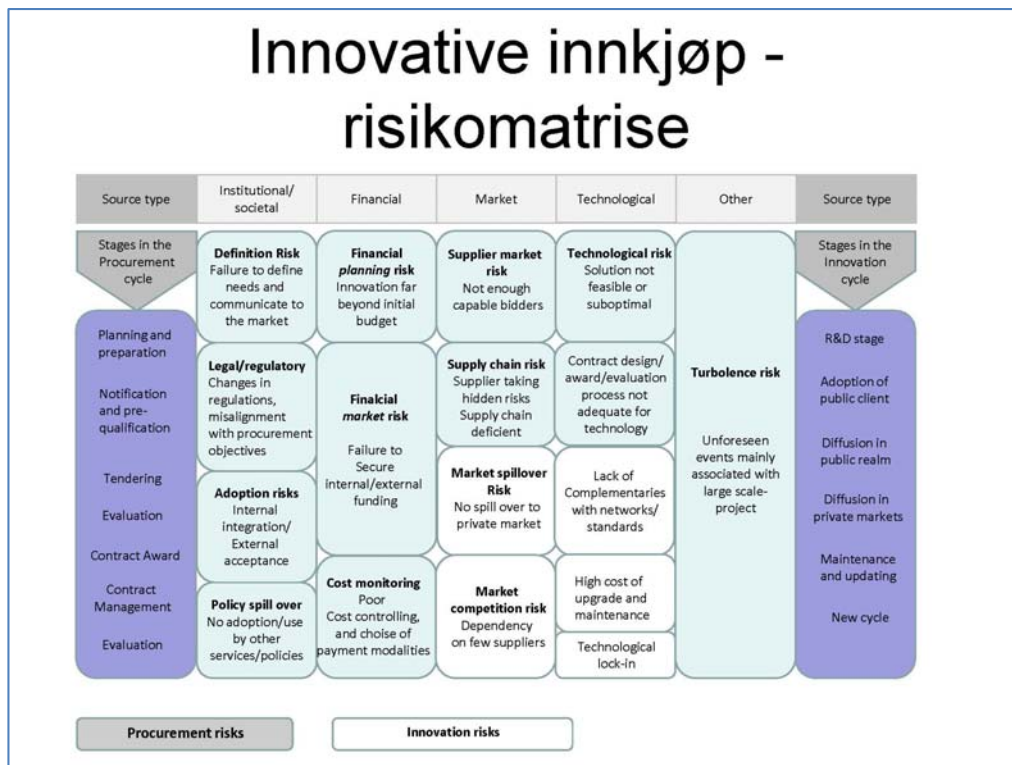 Innovative innkjøp -
risikomatrise
Source type
Institutional/
societal
Financial
Market
Technological
Other
Source type
Stages in the
Procurement
cycle
Planning and
preparation
Notification
and pre-
qualification
Tendering
Evaluation
Contract Award
Contract
Management
Evaluation
Definition Risk
Failure to define
needs and
communicate to
the market
Legal/regulatory
Changes in
regulations,
misalignment
with procurement
objectives
Adoption risks
Internal
integration/
External
acceptance
Policy spill over
No adoption/use
by other
services/policies
Financial
planning risk
Innovation far
beyond initial
budget
Finalcial
market risk
Failure to
Secure
internal/external
funding
Cost monitoring
Poor
Cost controlling,
and choise of
payment modalities
Supplier market
risk
Not enough
capable bidders
Supply chain risk
Supplier taking
hidden risks
Supply chain
deficient
Market spillover
Risk
No spill over to
private market
Market
competition risk
Dependency
on few suppliers
Technological risk
Solution not
feasible or
suboptimal
Contract design/
award/evaluation
process not
adequate for
technology
Lack of
Complementaries
with networks/
standards
High cost of
upgrade and
maintenance
Technological
lock-in
Turbolence risk
Unforeseen
events mainly
associated with
large scale-
project
Stages in the
Innovation
cycle
R&D stage
Adoption of
public client
Diffusion in
public realm
Diffusion in
private markets
Maintenance
and updating
New cycle
Procurement risks
Innovation risks